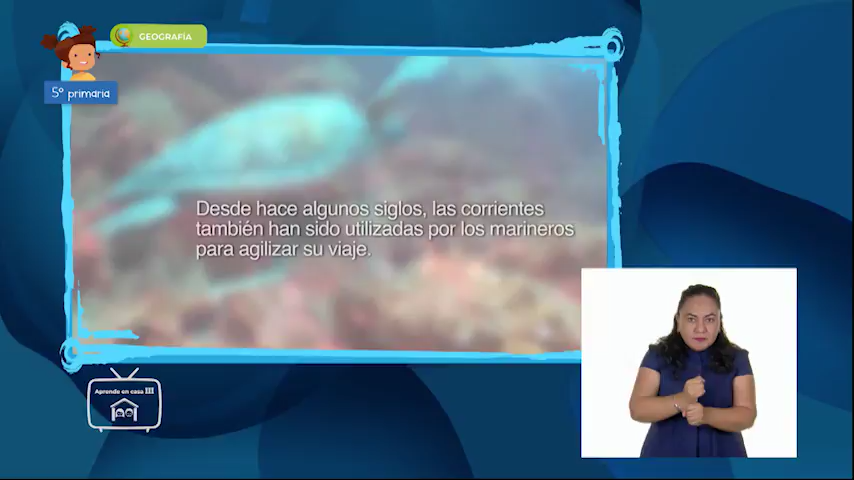 GEOGRAFÍA
5° primaria
Desde hace algunos siglos, las corrientes
también han sido utilizadas por los marineros
para agilizar su viaje.
Aprende en casa III